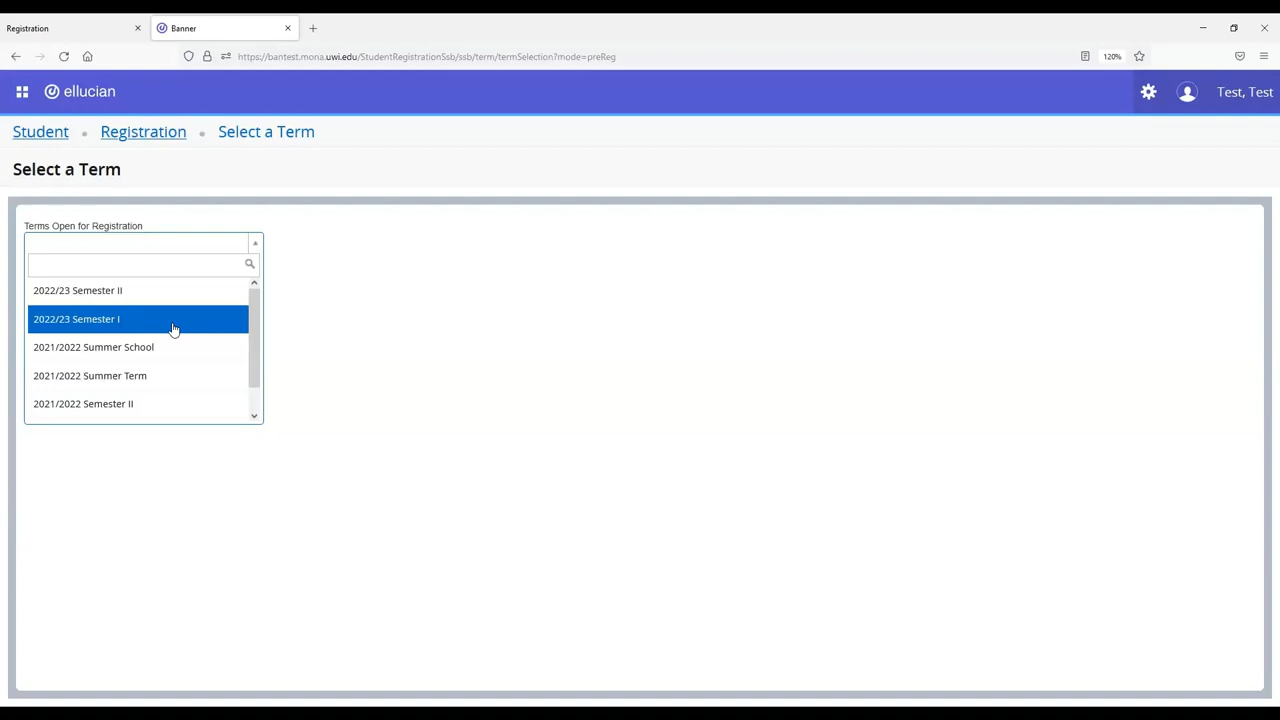 Registration
Banner
https://bantest.mona.uwi.edu/StudentRegistrationSsb/ssb/term/termSelection?mode=preReg
120%
ellucian
Test, Test
Student • Registration • Select a Term
Select a Term
Terms Open for Registration
2022/23 Semester II
2022/23 Semester I
2021/2022 Summer School
2021/2022 Summer Term
2021/2022 Semester II